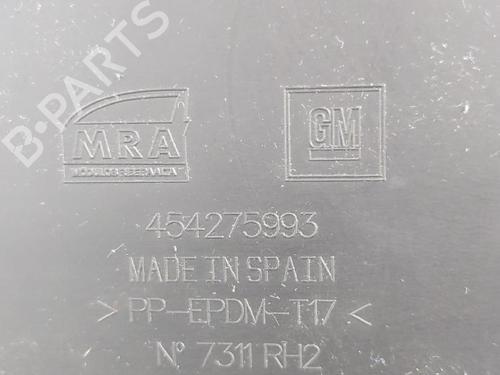 B-PARTS
MRA
GM
454275993
MADE IN SPAIN
> PP-EPDM-T17 <
Nº 7311 RH2